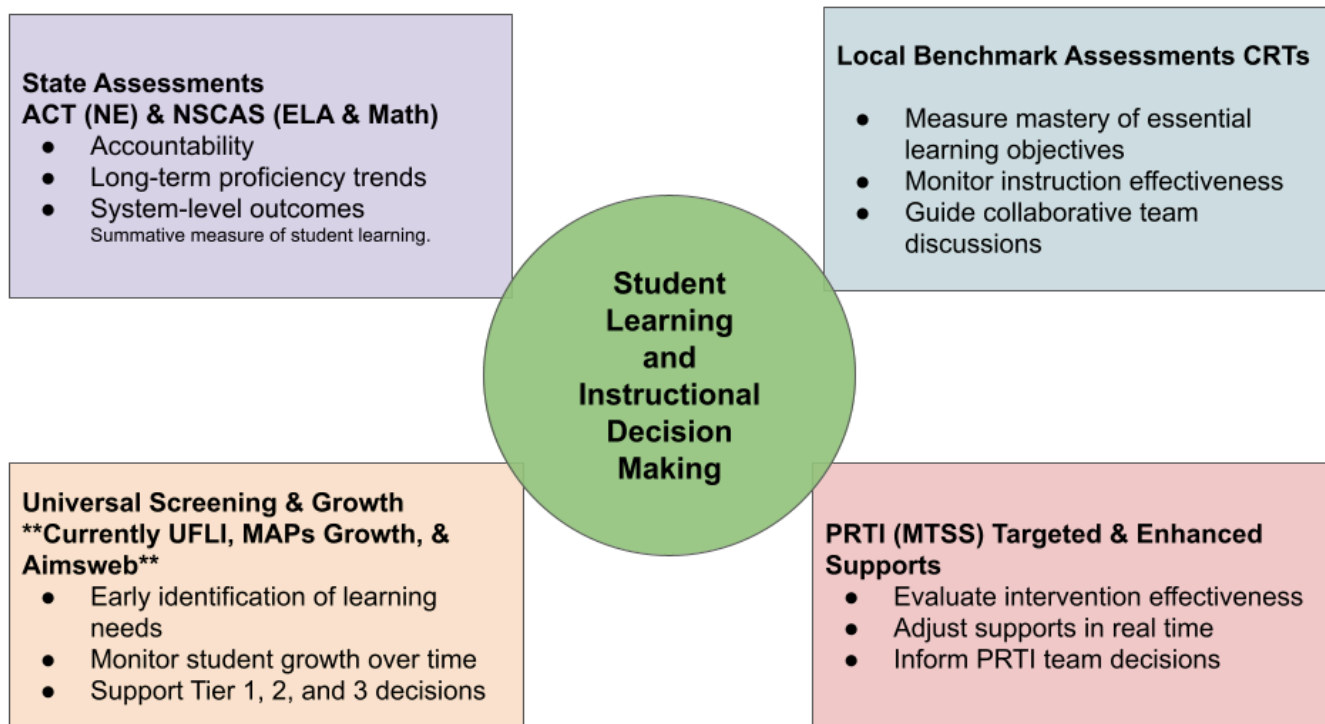 State Assessments
ACT (NE) & NSCAS (ELA & Math)
● Accountability
● Long-term proficiency trends
● System-level outcomes
Summative measure of student learning.
Local Benchmark Assessments CRTs
● Measure mastery of essential
learning objectives
● Monitor instruction effectiveness
● Guide collaborative team
discussions
Student
Learning
and
Instructional
Decision
Making
Universal Screening & Growth
**Currently UFLI, MAPs Growth, &
Aimsweb**
● Early identification of learning
needs
● Monitor student growth over time
● Support Tier 1, 2, and 3 decisions
PRTI (MTSS) Targeted & Enhanced
Supports
● Evaluate intervention effectiveness
● Adjust supports in real time
● Inform PRTI team decisions